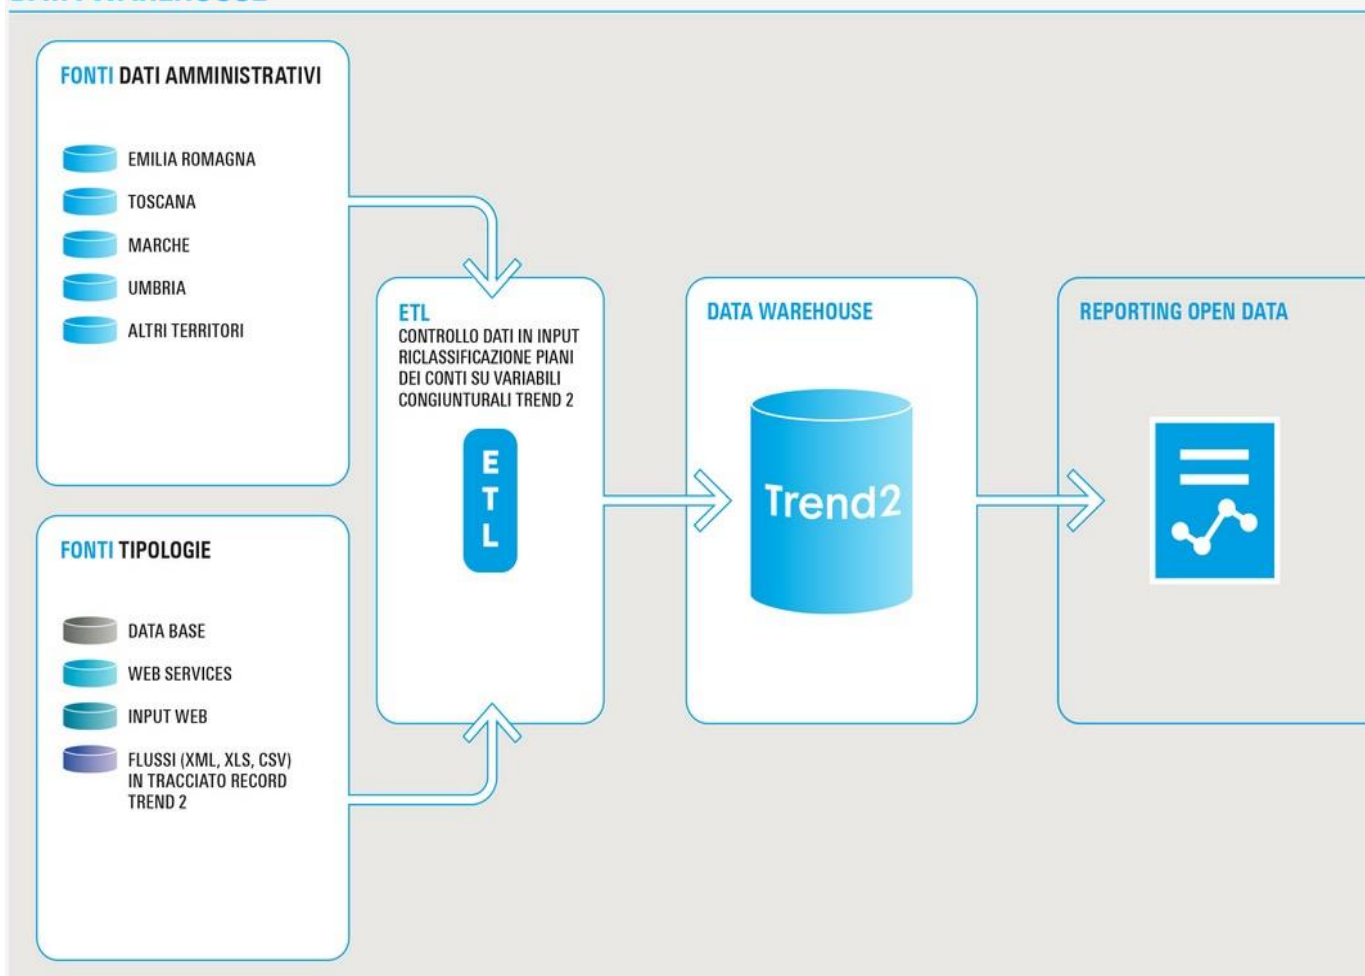 DATA WAREHOUSE
FONTI DATI AMMINISTRATIVI
EMILIA ROMAGNA
TOSCANA
MARCHE
UMBRIA
ALTRI TERRITORI
FONTI TIPOLOGIE
DATA BASE
WEB SERVICES
INPUT WEB
FLUSSI (XML, XLS, CSV)
IN TRACCIATO RECORD
TREND 2
ETL
CONTROLLO DATI IN INPUT
RICLASSIFICAZIONE PIANI
DEI CONTI SU VARIABILI
CONGIUNTURALI TREND 2
E
T
L
DATA WAREHOUSE
Trend2
REPORTING OPEN DATA